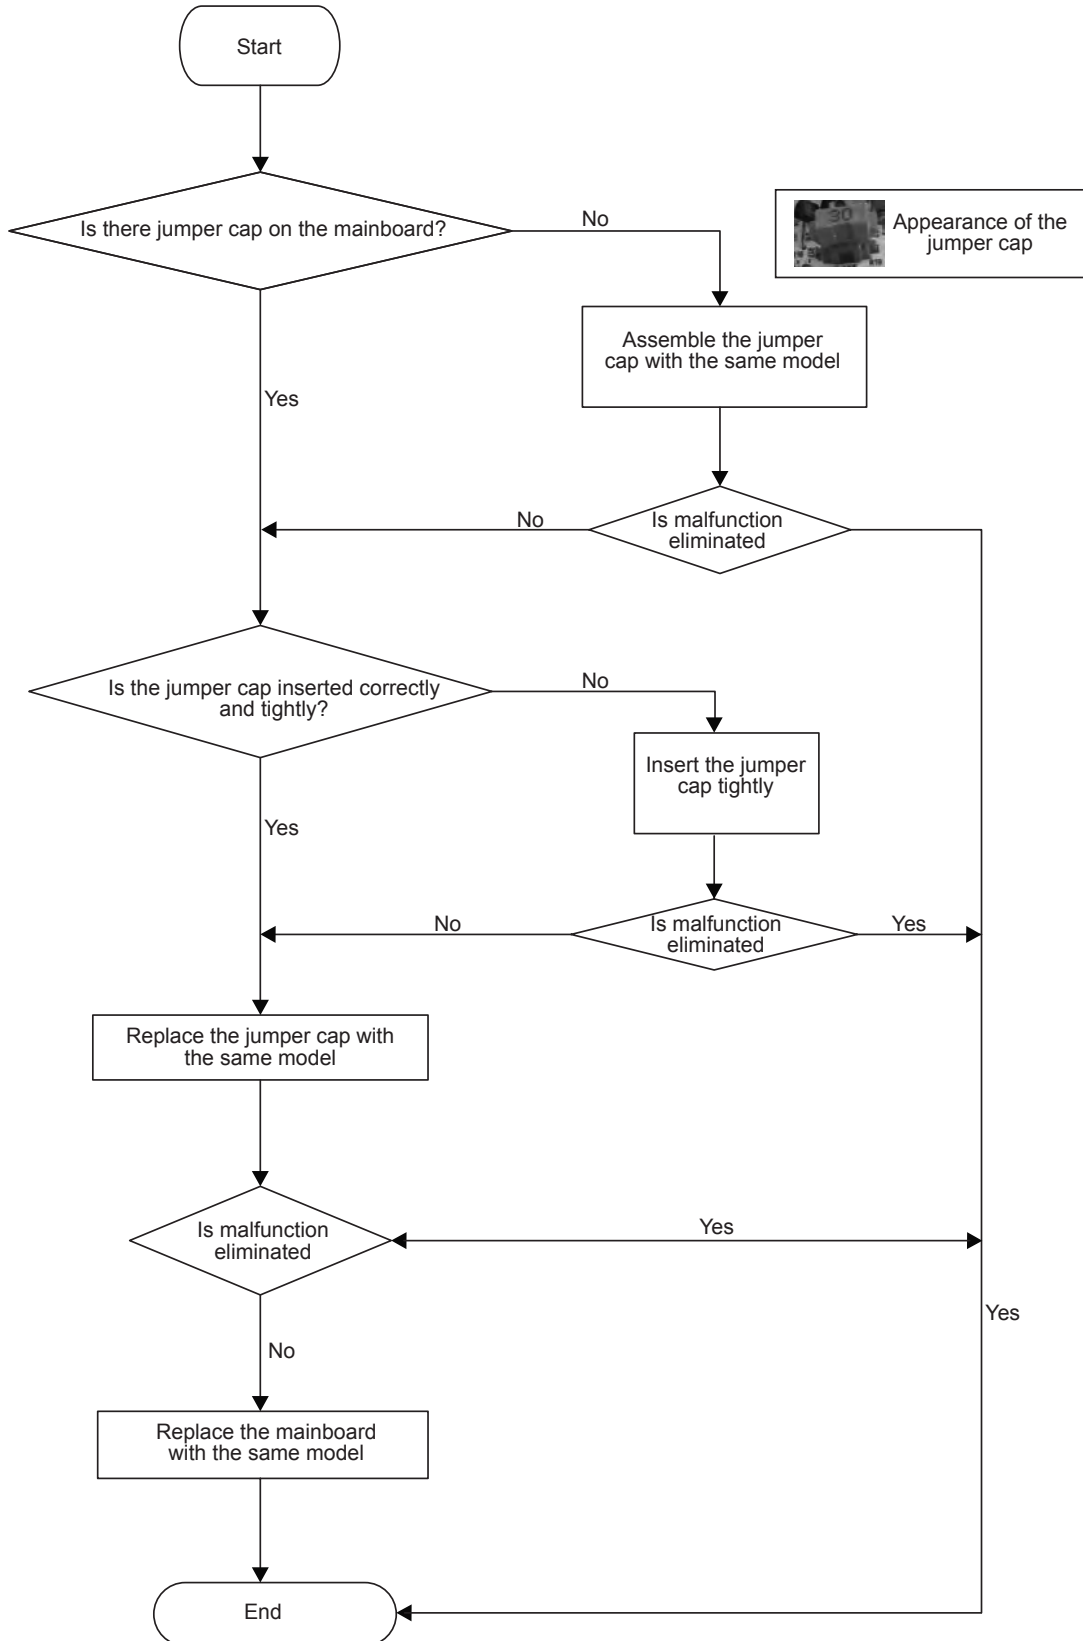 Start
Is there jumper cap on the mainboard?
No
30
Appearance of the
jumper cap
Assemble the jumper
cap with the same model
Yes
No
Is malfunction
eliminated
Is the jumper cap inserted correctly
and tightly?
No
Insert the jumper
cap tightly
Yes
No
Is malfunction
eliminated
Yes
Replace the jumper cap with
the same model
Is malfunction
eliminated
Yes
Yes
No
Replace the mainboard
with the same model
End